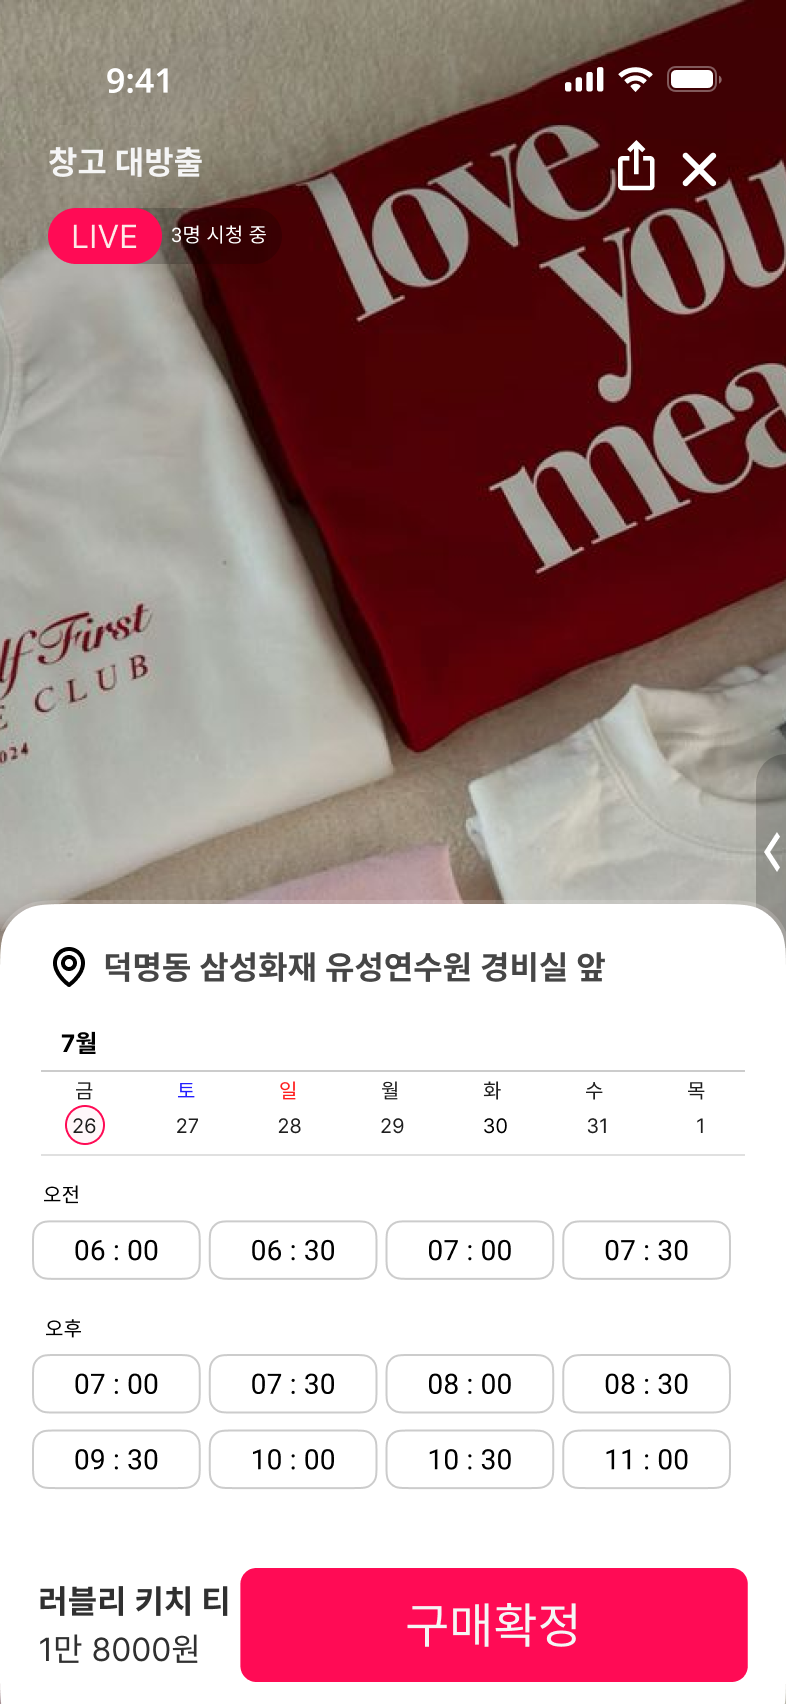 9:41
창고 대방출
LIVE 3명 시청 중
love
you
mea
lf First
E CLUB
024
덕명동 삼성화재 유성연수원 경비실 앞
7월
금 토 일 월 화 수 목
26 27 28 29 30 31 1
오전
06 : 00 06 : 30 07 : 00 07 : 30
오후
07 : 00 07 : 30 08 : 00 08 : 30
09 : 30 10 : 00 10 : 30 11 : 00
러블리 키치 티
1만 8000원
구매확정